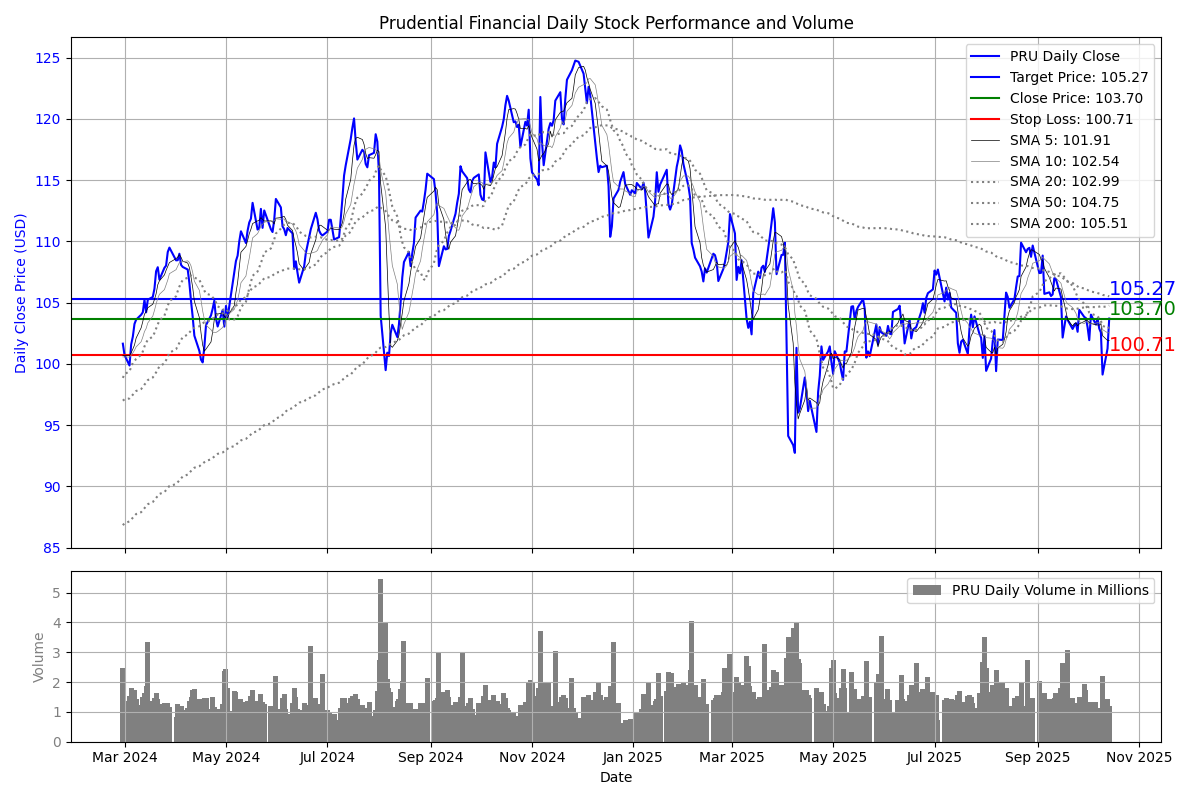 Prudential Financial Daily Stock Performance and Volume
Daily Close Price (USD)
125
120
115
110
105
100
95
90
85
PRU Daily Close
Target Price: 105.27
Close Price: 103.70
Stop Loss: 100.71
SMA 5: 101.91
SMA 10: 102.54
SMA 20: 102.99
SMA 50: 104.75
SMA 200: 105.51
105.27
103.70
100.71
Volume
5
4
3
2
1
0
PRU Daily Volume in Millions
Mar 2024 May 2024 Jul 2024 Sep 2024 Nov 2024 Jan 2025 Mar 2025 May 2025 Jul 2025 Sep 2025 Nov 2025
Date